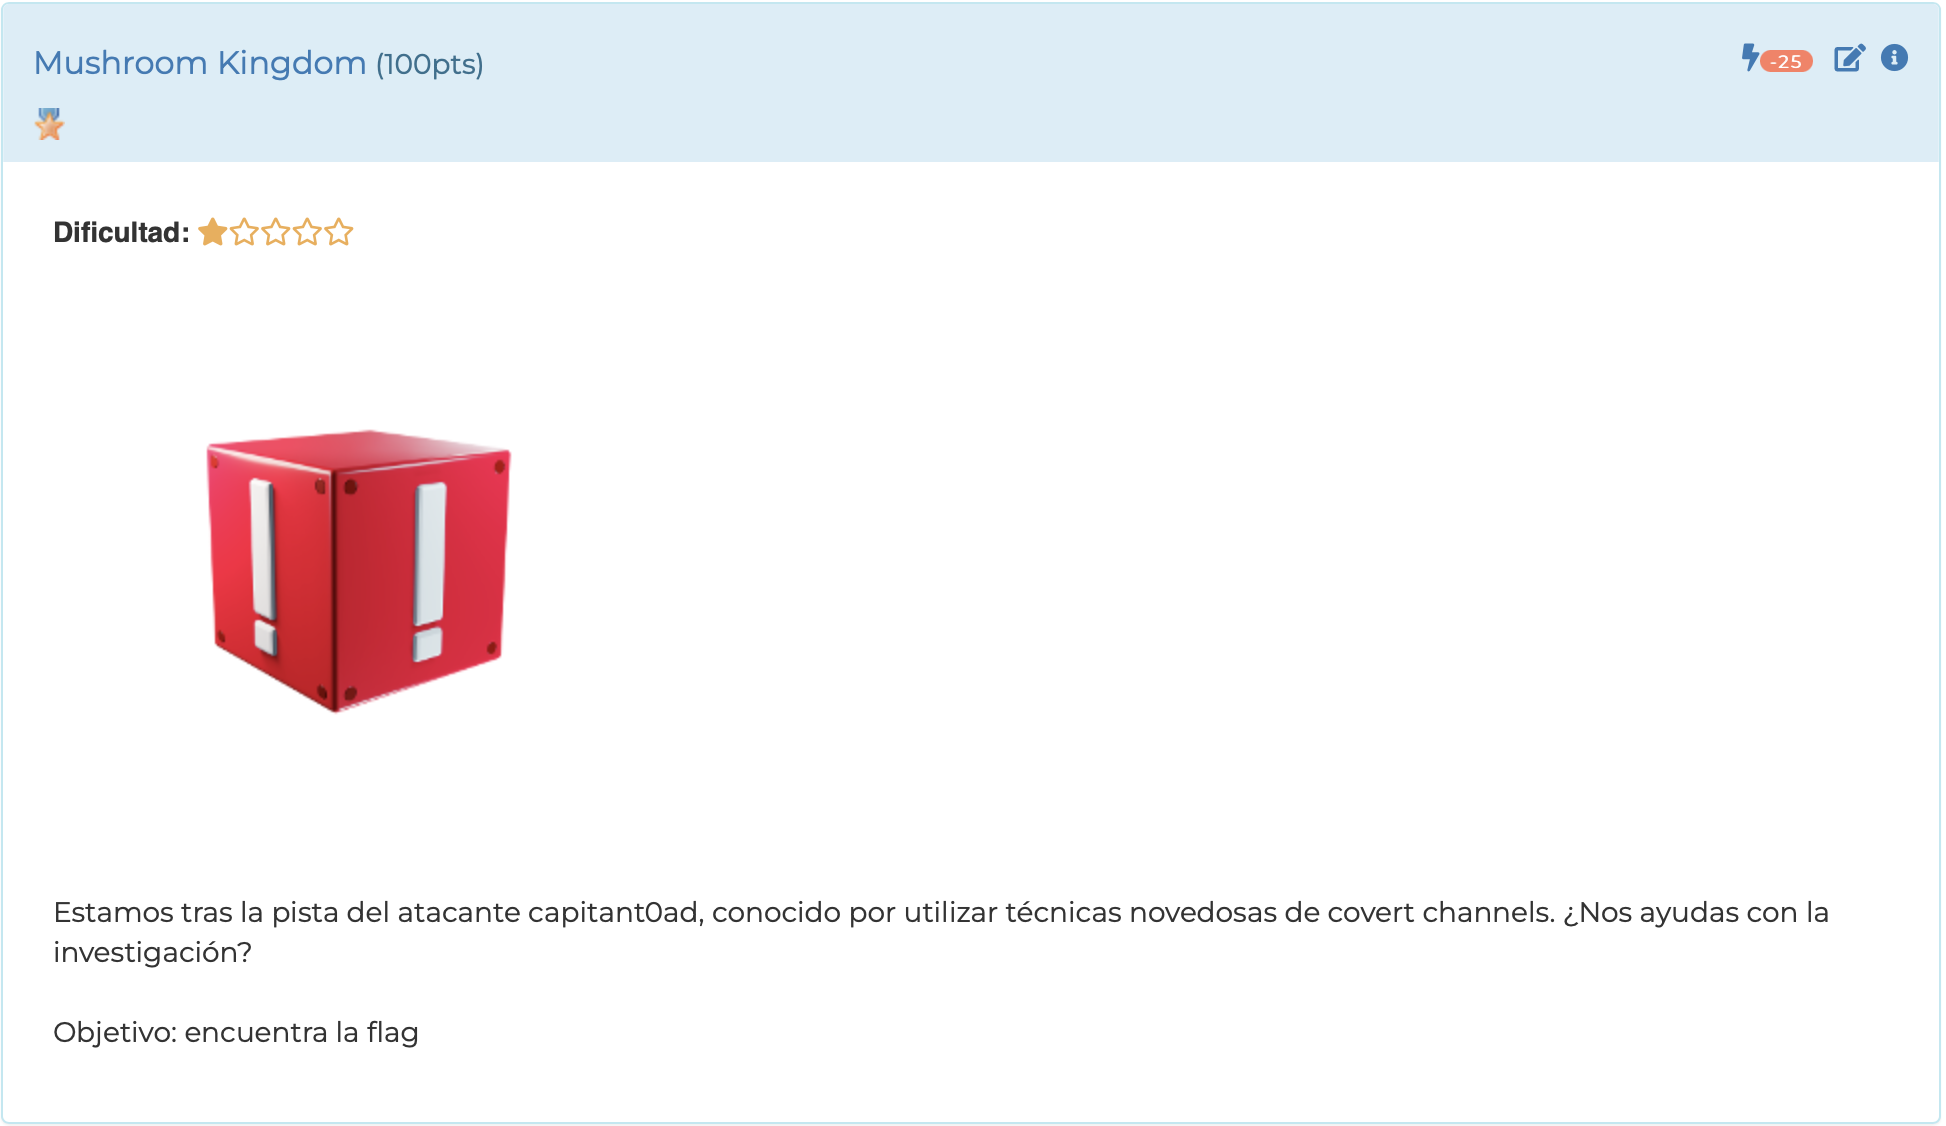 Mushroom Kingdom (100pts)
-25
Dificultad:
! !
Estamos tras la pista del atacante capitant0ad, conocido por utilizar técnicas novedosas de covert channels. ¿Nos ayudas con la
investigación?
Objetivo: encuentra la flag